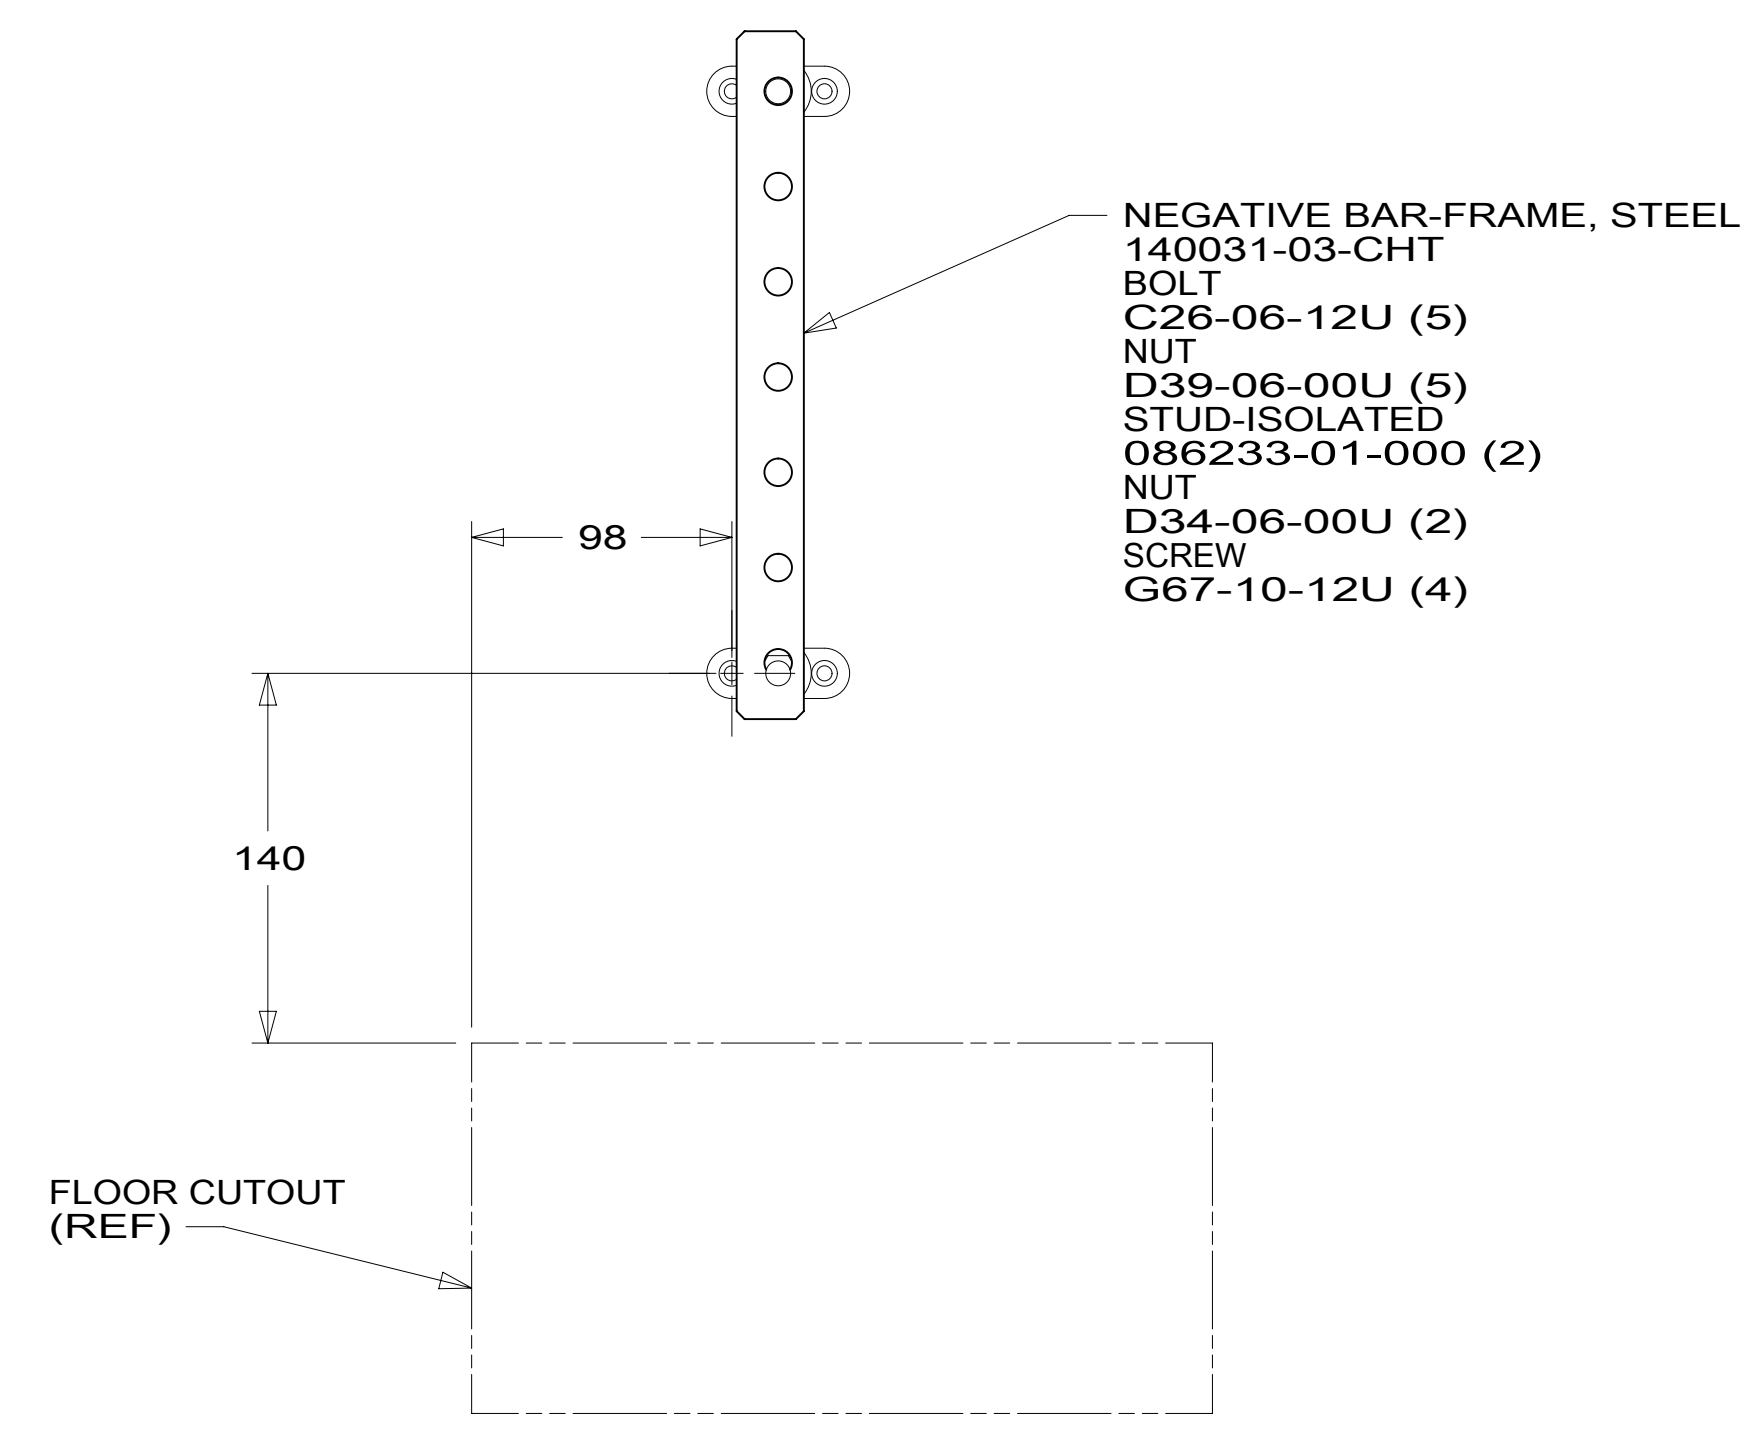 NEGATIVE BAR-FRAME, STEEL
140031-03-CHT
BOLT
C26-06-12U (5)
NUT
D39-06-00U (5)
STUD-ISOLATED
086233-01-000 (2)
NUT
D34-06-00U (2)
SCREW
G67-10-12U (4)
98
140
FLOOR CUTOUT
(REF)